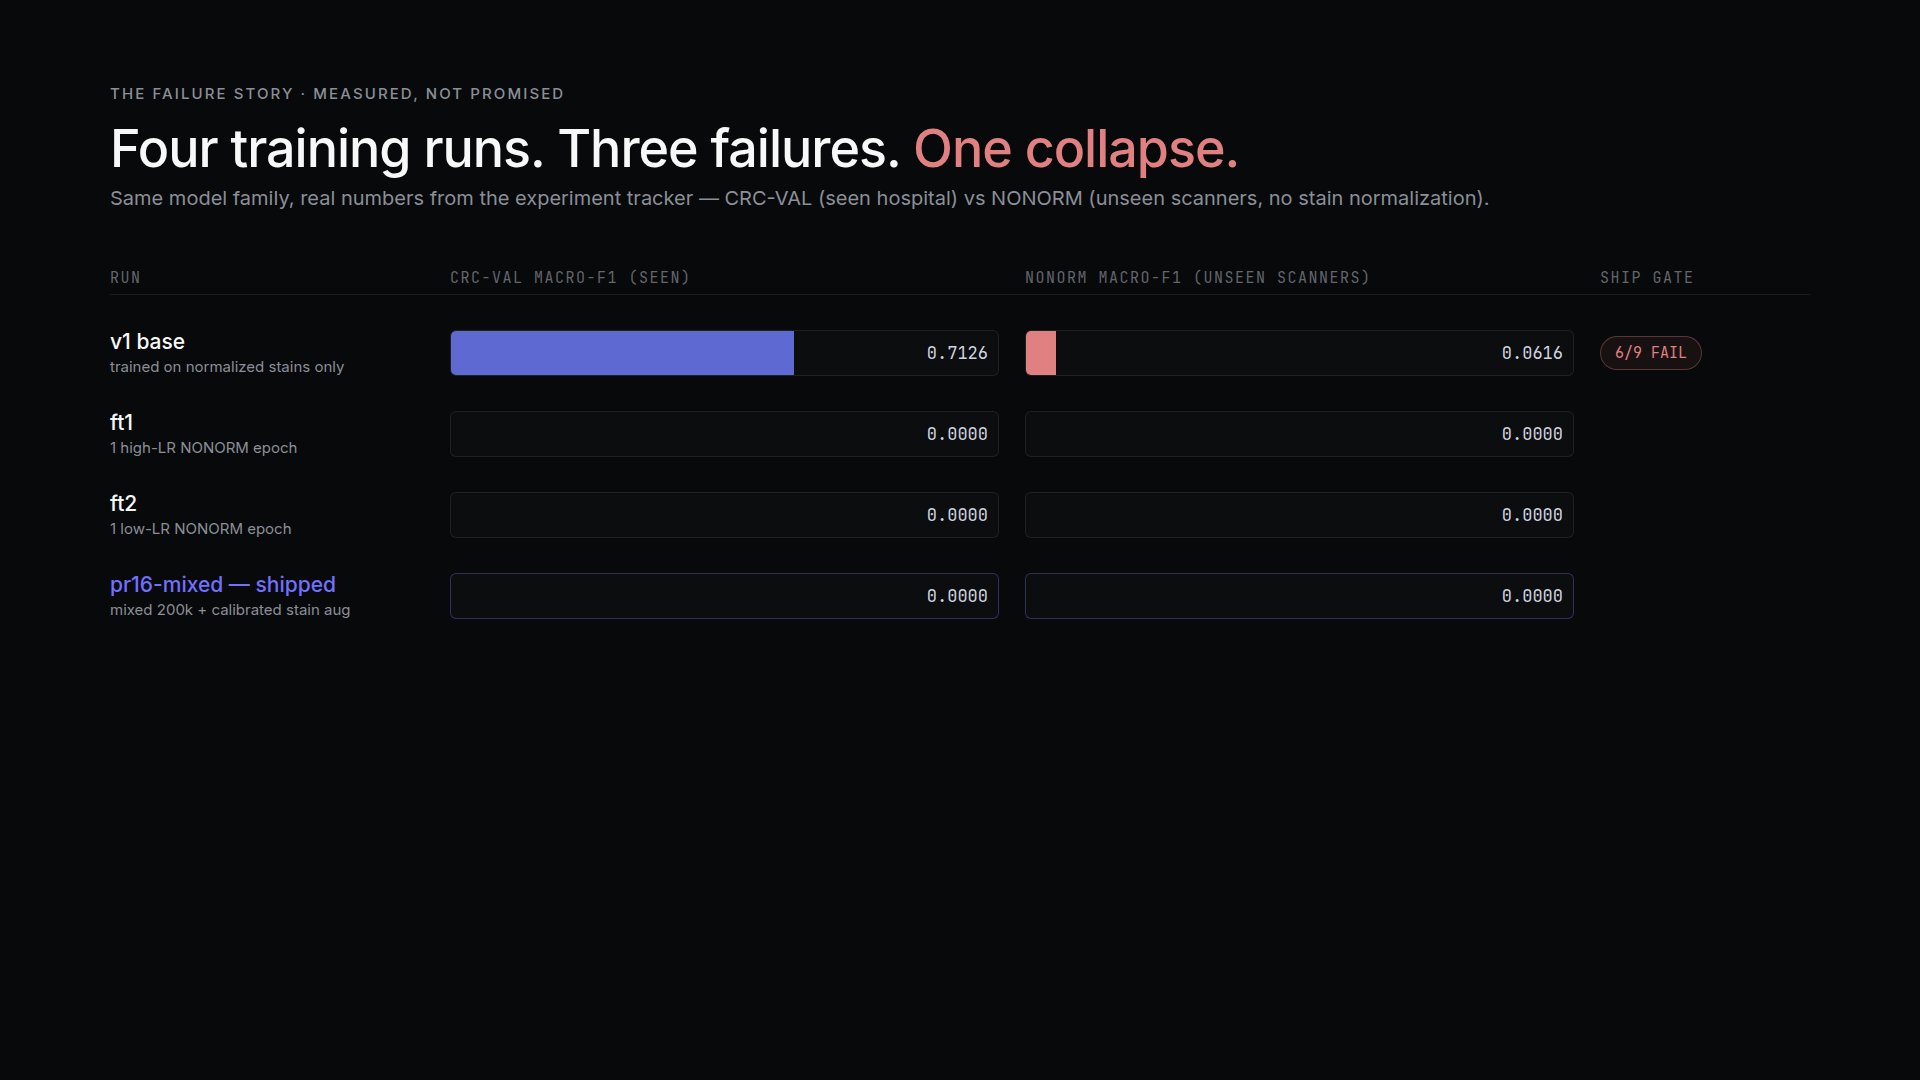 THE FAILURE STORY · MEASURED, NOT PROMISED
Four training runs. Three failures. One collapse.
Same model family, real numbers from the experiment tracker — CRC-VAL (seen hospital) vs NONORM (unseen scanners, no stain normalization).
RUN CRC-VAL MACRO-F1 (SEEN) NONORM MACRO-F1 (UNSEEN SCANNERS) SHIP GATE
v1 base
trained on normalized stains only
0.7126 0.0616 6/9 FAIL
ft1
1 high-LR NONORM epoch
0.0000 0.0000
ft2
1 low-LR NONORM epoch
0.0000 0.0000
pr16-mixed — shipped
mixed 200k + calibrated stain aug
0.0000 0.0000